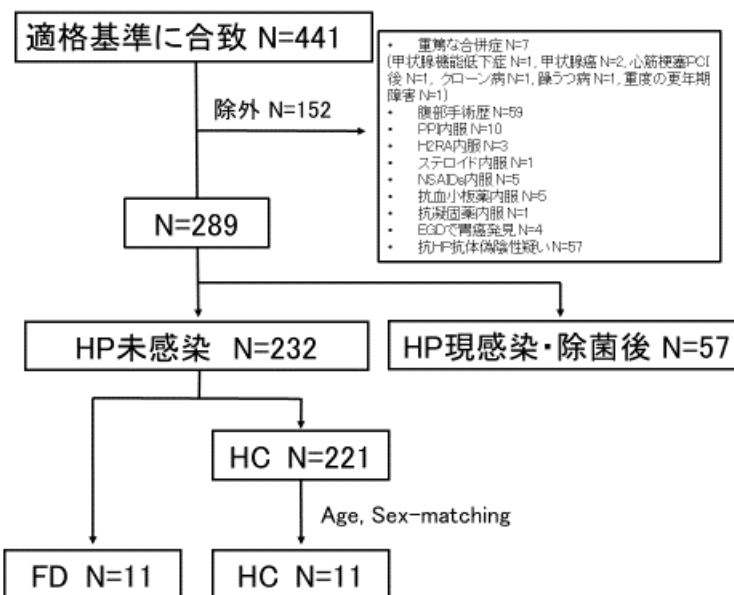 適格基準に合致 N=441
除外 N=152
• 重篤な合併症 N=7
(甲状腺機能低下症 N=1, 甲状腺癌 N=2, 心筋梗塞PCI
後 N=1, クローン病 N=1, 躁うつ病 N=1, 重度の更年期
障害 N=1)
• 腹部手術歴 N=59
• PPI内服 N=10
• H2RA内服 N=3
• ステロイド内服 N=1
• NSAIDs内服 N=5
• 抗血小板薬内服 N=5
• 抗凝固薬内服 N=1
• EGDで胃癌発見 N=4
• 抗HP抗体偽陰性疑い N=57
N=289
HP未感染 N=232
HP現感染・除菌後 N=57
HC N=221
Age, Sex-matching
FD N=11
HC N=11